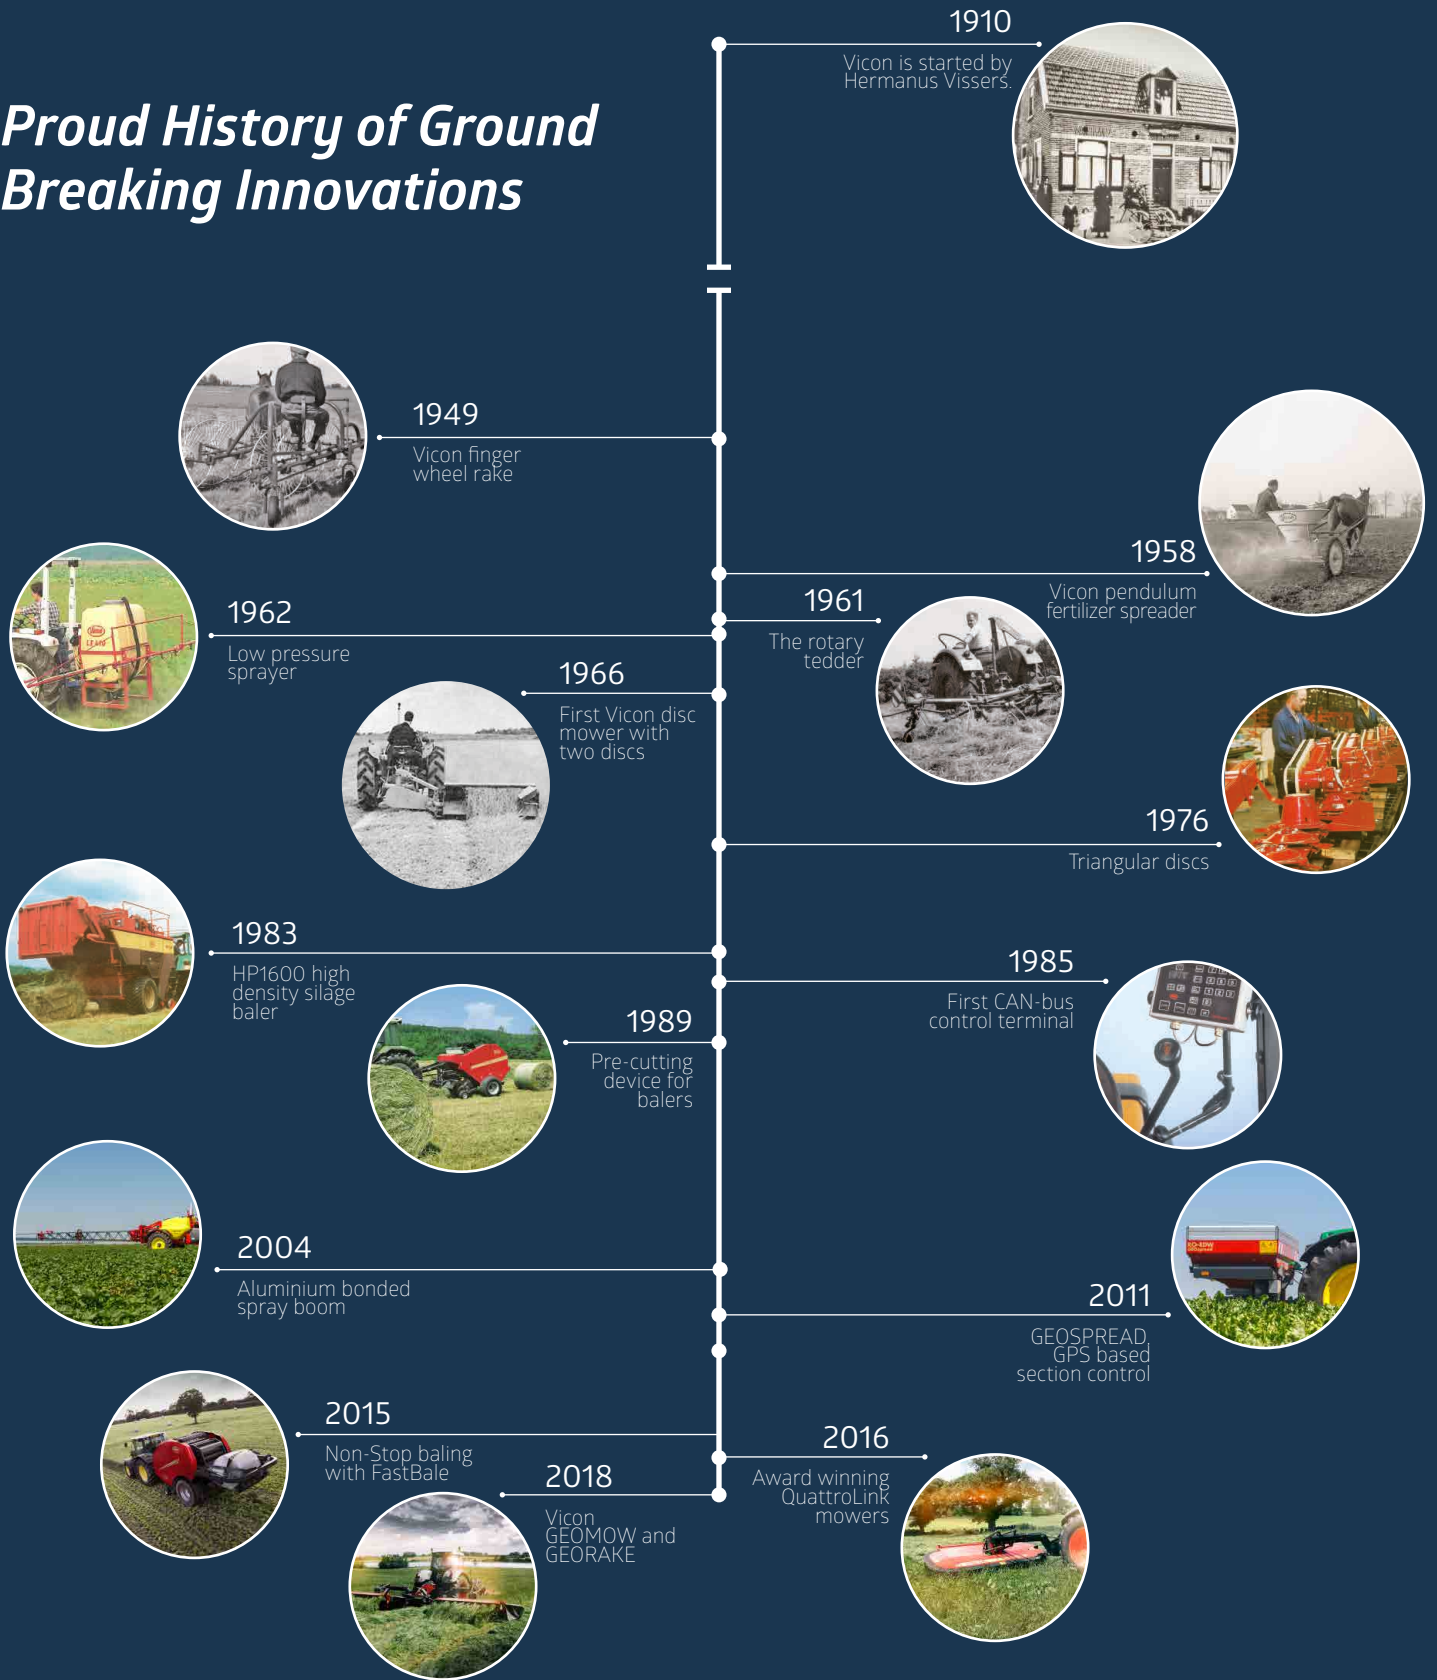 Proud History of Ground
Breaking Innovations
1910
Vicon is started by
Hermanus Vissers.
1949
Vicon finger
wheel rake
1958
Vicon pendulum
fertilizer spreader
1961
The rotary
tedder
1962
Low pressure
sprayer
1966
First Vicon disc
mower with
two discs
1976
Triangular discs
1983
HP1600 high
density silage
baler
1985
First CAN-bus
control terminal
1989
Pre-cutting
device for
balers
2004
Aluminium bonded
spray boom
2011
GEOSPREAD,
GPS based
section control
2015
Non-Stop baling
with FastBale
2016
Award winning
QuattroLink
mowers
2018
Vicon
GEOMOW and
GEORAKE